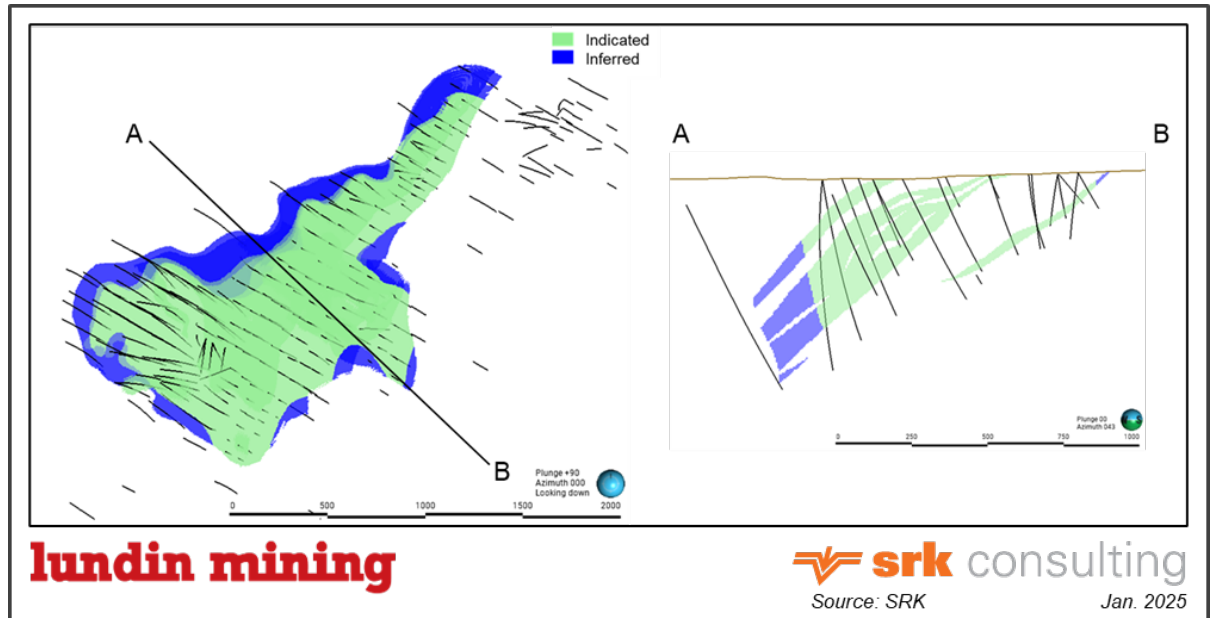 Indicated
Inferred
A
B
Plunge +90
Azimuth 000
Looking down
0 500 1000 1500 2000
A
B
Plunge 00
Azimuth 043
0 250 500 750 1000
lundin mining
srk consulting
Source: SRK
Jan. 2025